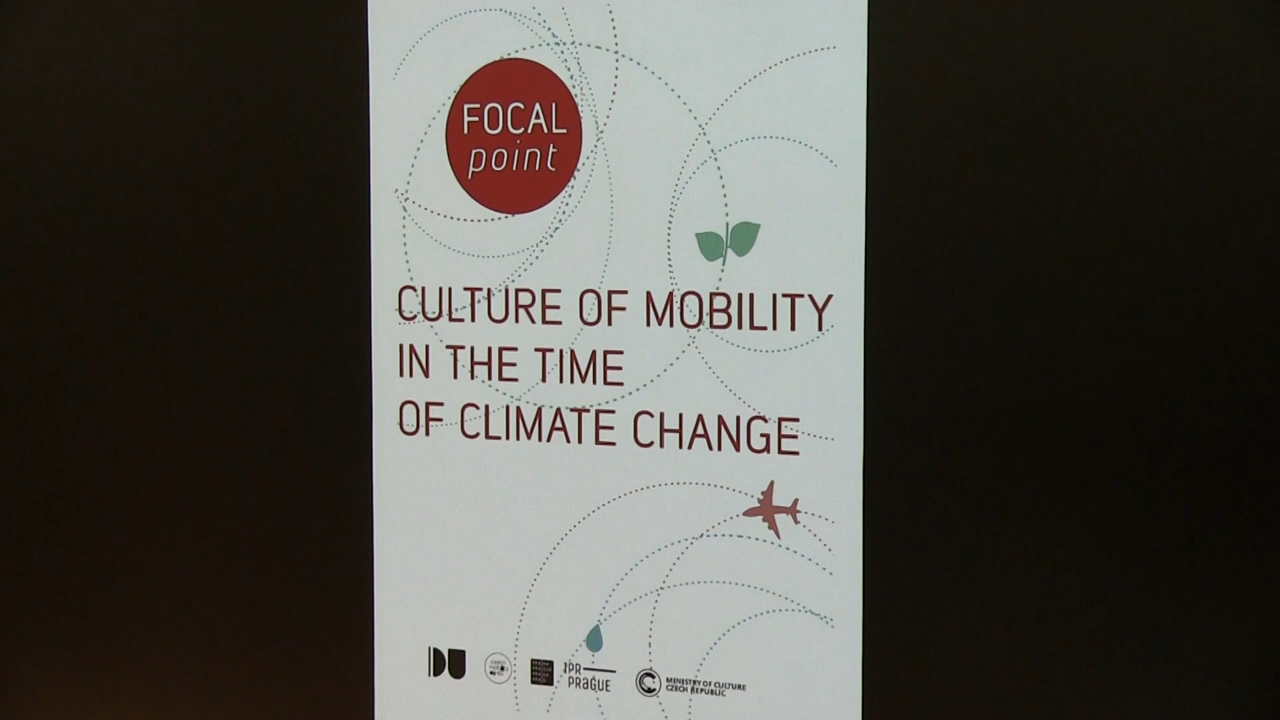 FOCAL
point
CULTURE OF MOBILITY
IN THE TIME
OF CLIMATE CHANGE
DU
IPR
PRAGUE
MINISTRY OF CULTURE
CZECH REPUBLIC